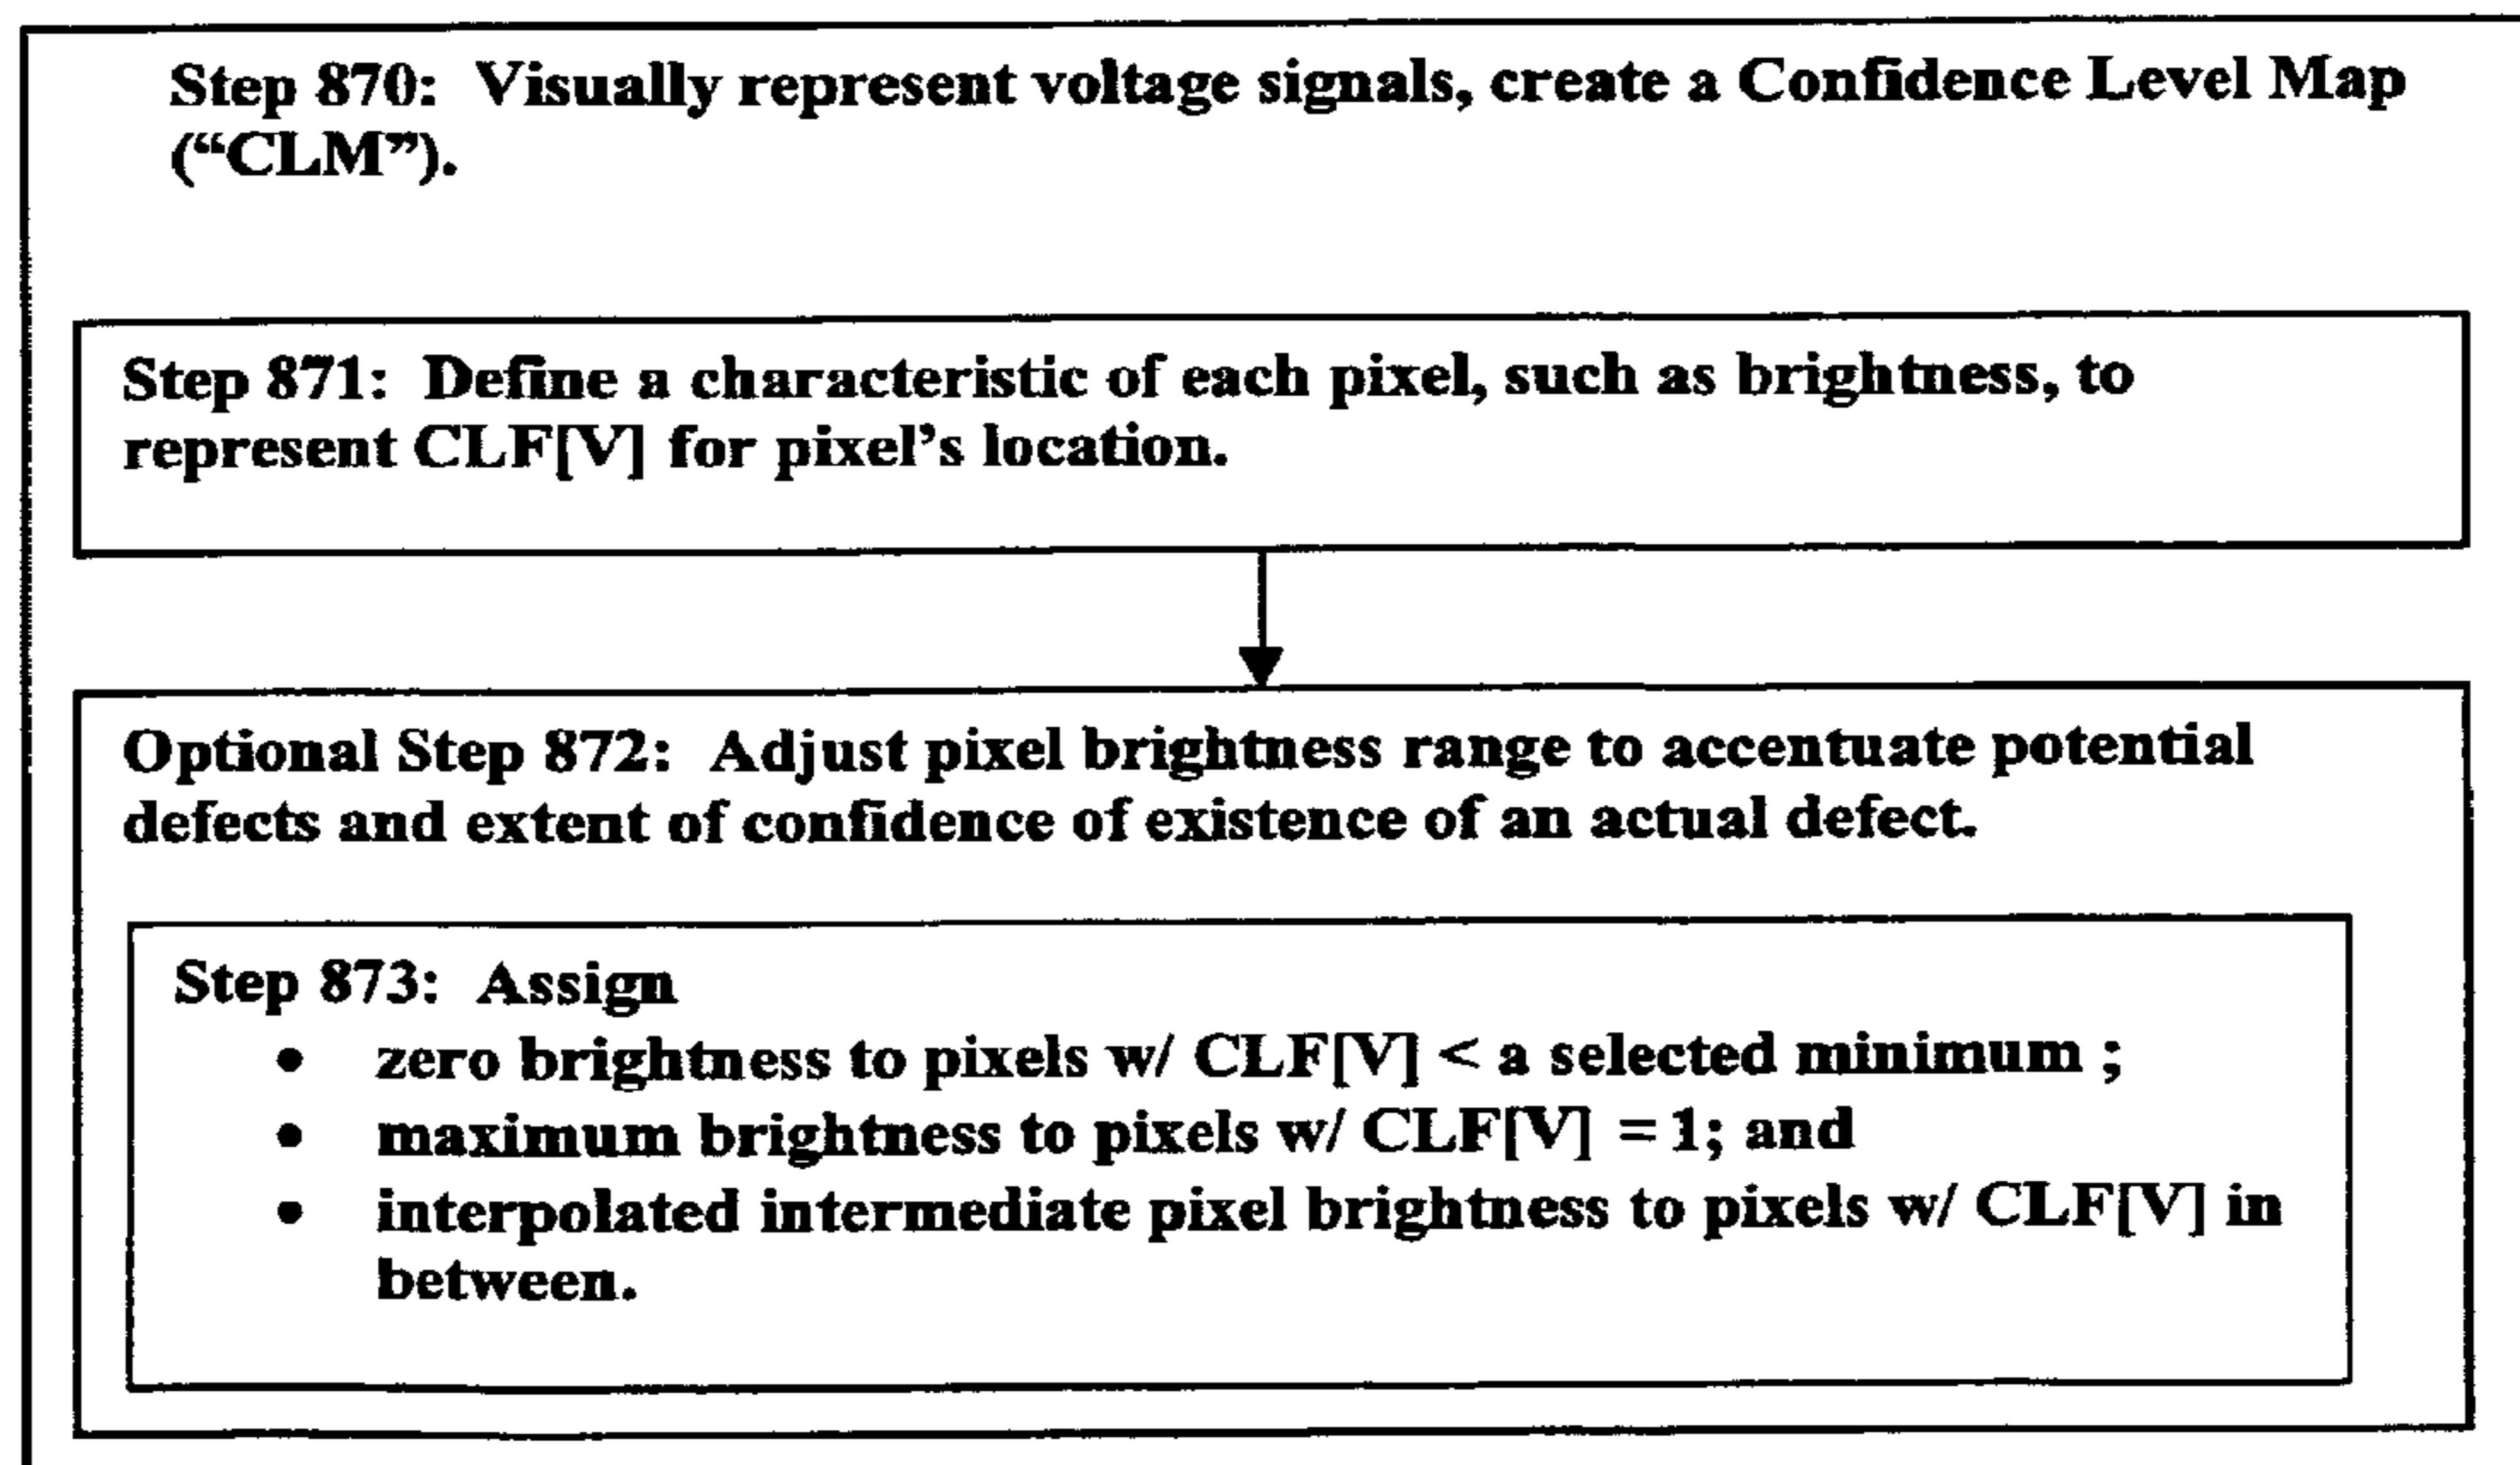 Step 870: Visually represent voltage signals, create a Confidence Level Map
(“CLM”).
Step 871: Define a characteristic of each pixel, such as brightness, to
represent CLF[V] for pixel’s location.
Optional Step 872: Adjust pixel brightness range to accentuate potential
defects and extent of confidence of existence of an actual defect.
Step 873: Assign
• zero brightness to pixels w/ CLF[V] < a selected minimum ;
• maximum brightness to pixels w/ CLF[V] = 1; and
• interpolated intermediate pixel brightness to pixels w/ CLF[V] in
between.